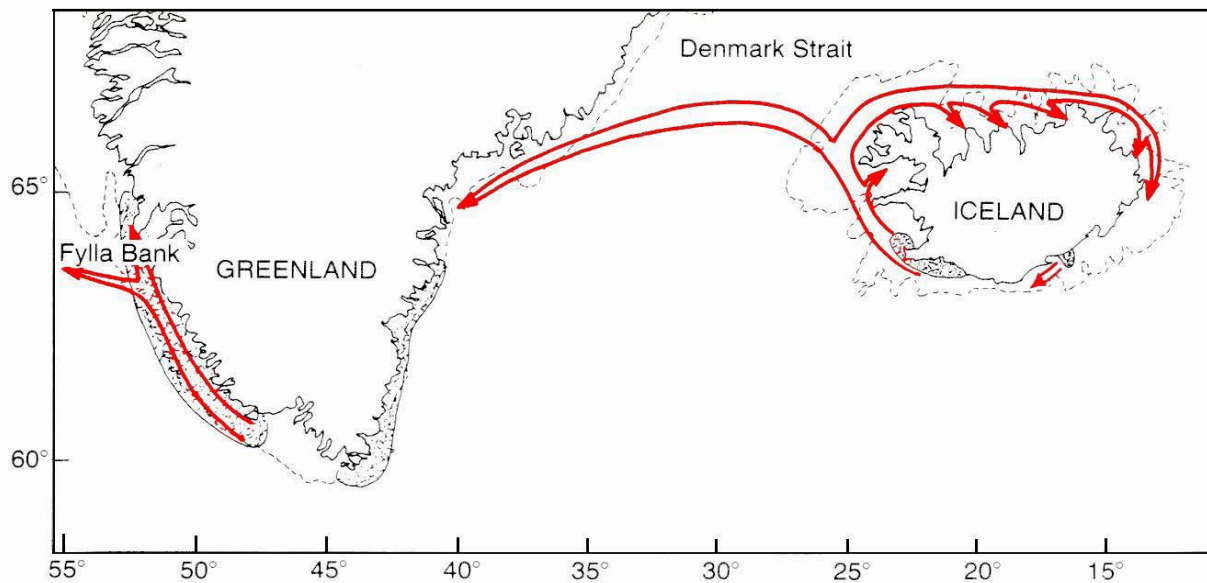 Denmark Strait
65°
ICELAND
Fylla Bank
GREENLAND
60°
55° 50° 45° 40° 35° 30° 25° 20° 15°